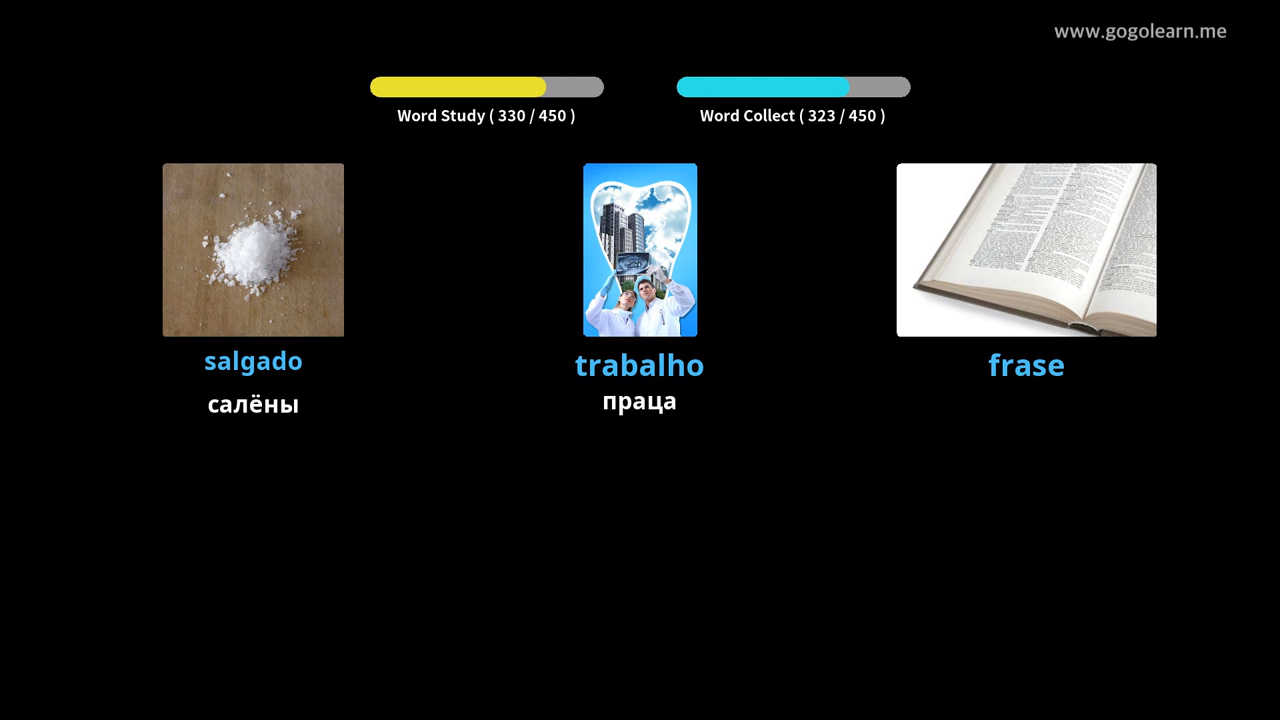 www.gogolearn.me
Word Study ( 330 / 450 )
Word Collect ( 323 / 450 )
salgado
trabalho
frase
салёны
праца